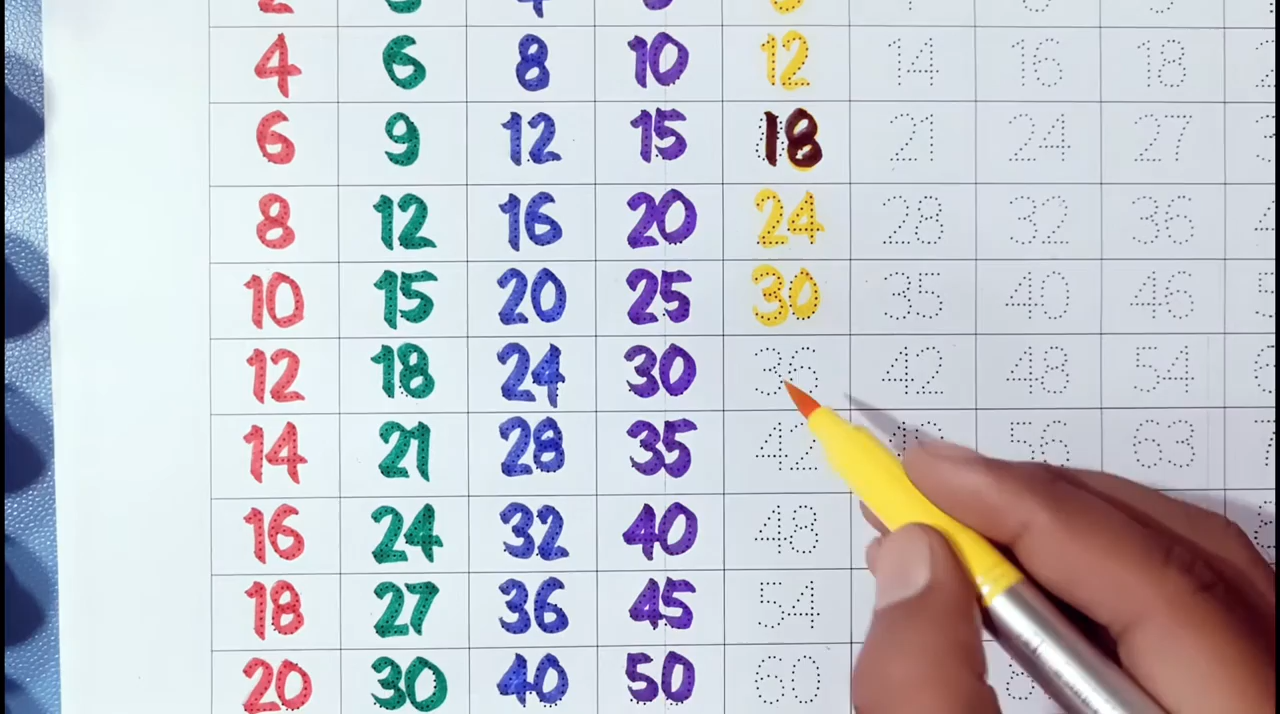 4 6 8 10 12 14 16 18
6 9 12 15 18 21 24 27
8 12 16 20 24 28 32 36
10 15 20 25 30 35 40 46
12 18 24 30 36 42 48 54
14 21 28 35 42 56 63
16 24 32 40 48
18 27 36 45 54
20 30 40 50 60